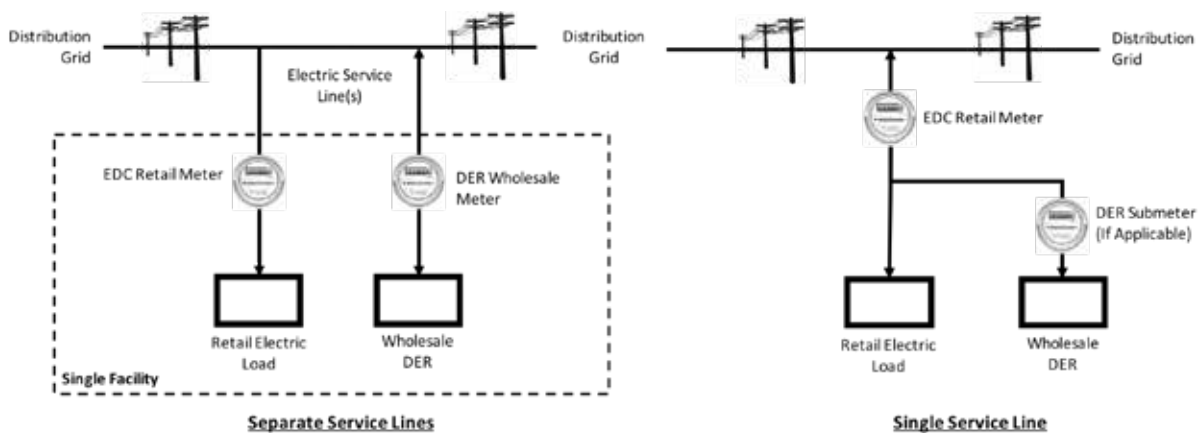 Distribution
Grid
Electric Service
Line(s)
EDC Retail Meter
DER Wholesale
Meter
Retail Electric
Load
Wholesale
DER
Single Facility
Separate Service Lines
Distribution
Grid
Distribution
Grid
EDC Retail Meter
DER Submeter
(If Applicable)
Retail Electric
Load
Wholesale
DER
Single Service Line